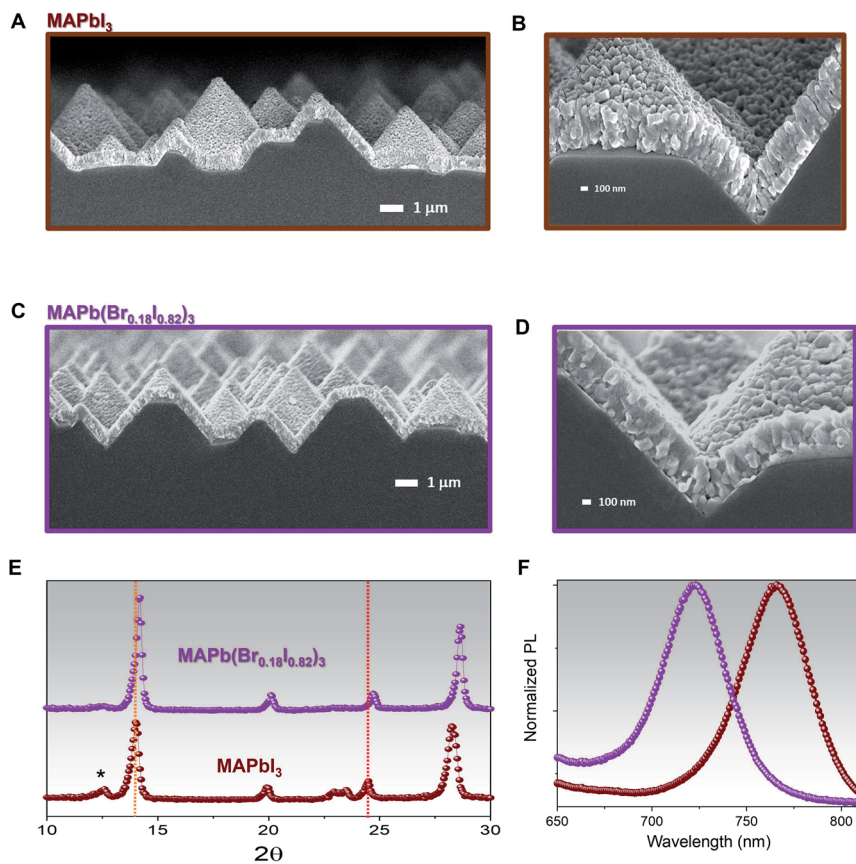 A
MAPbI₃
1 μm
B
100 nm
C
MAPb(Br₀.₁₈I₀.₈₂)₃
1 μm
D
100 nm
E
MAPb(Br₀.₁₈I₀.₈₂)₃
*
MAPbI₃
10 15 20 25 30
2θ
F
Normalized PL
650 700 750 800
Wavelength (nm)